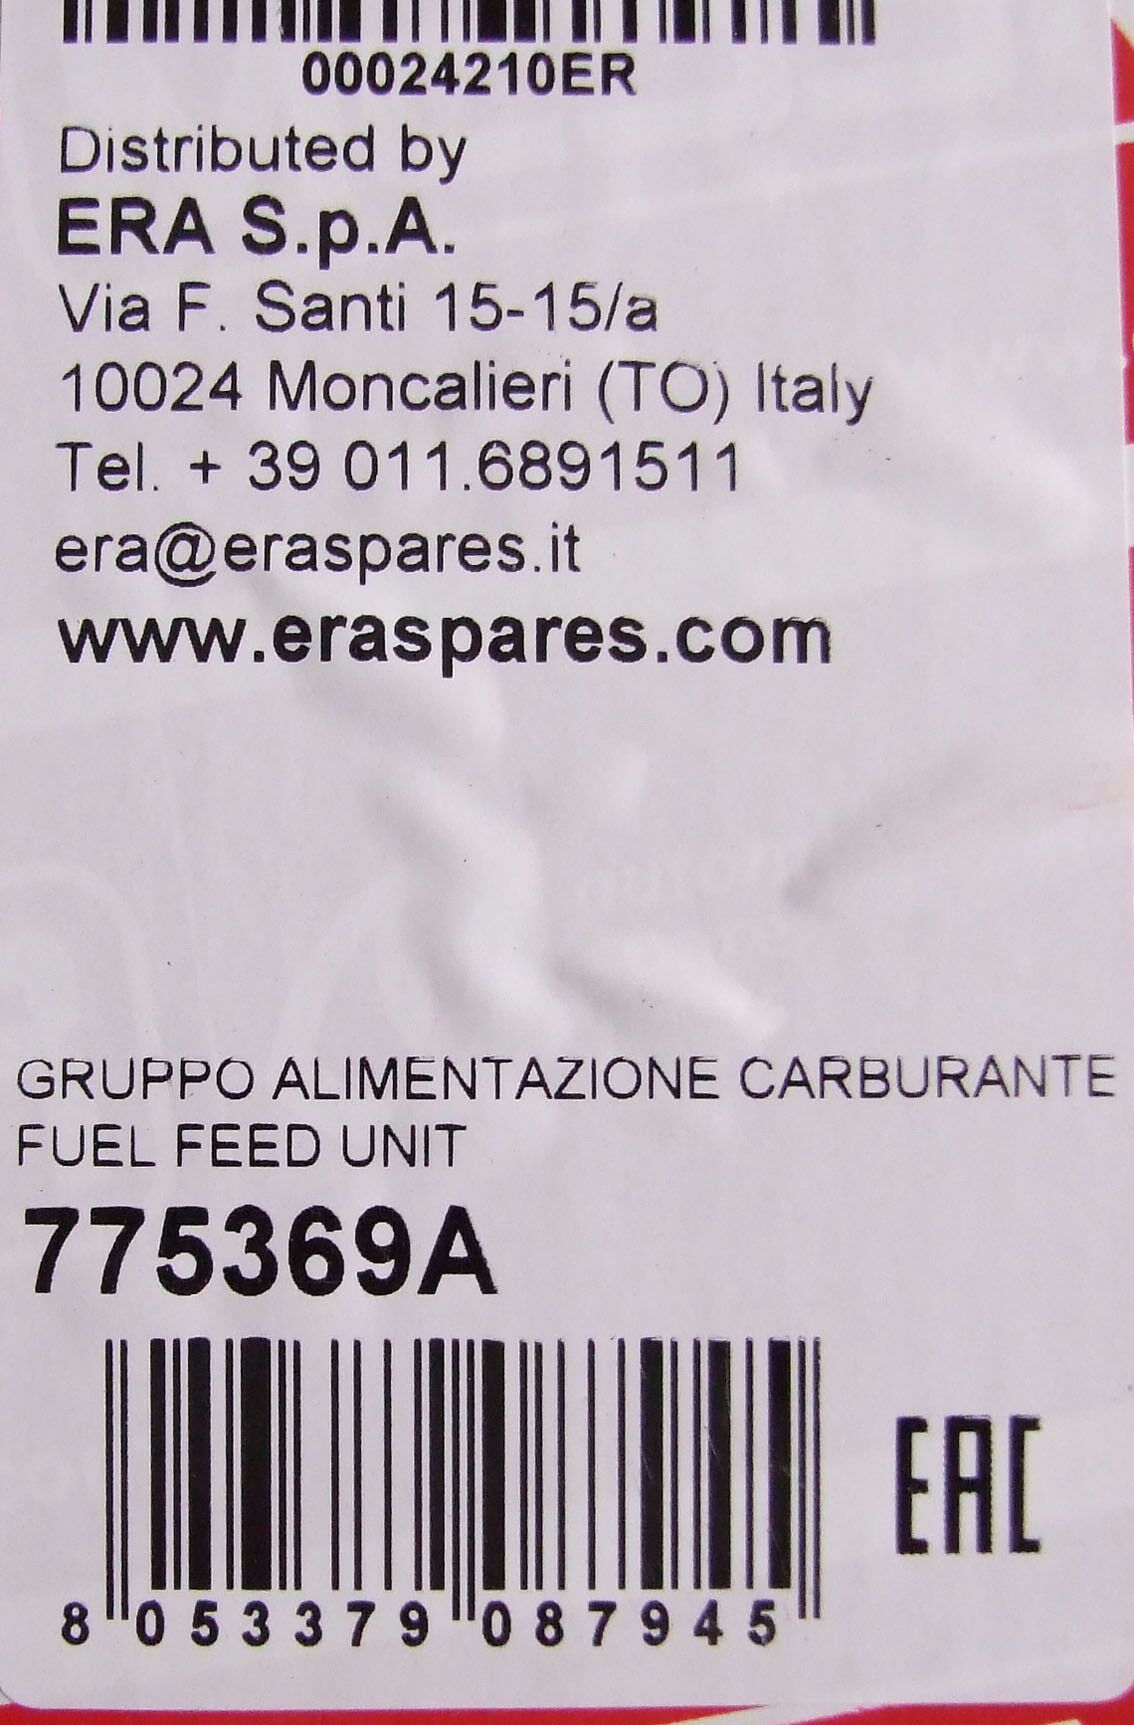 00024210ER
Distributed by
ERA S.p.A.
Via F. Santi 15-15/a
10024 Moncalieri (TO) Italy
Tel. + 39 011.6891511
era@eraspares.it
www.eraspares.com
GRUPPO ALIMENTAZIONE CARBURANTE
FUEL FEED UNIT
775369A
EAC
8 053379 087945